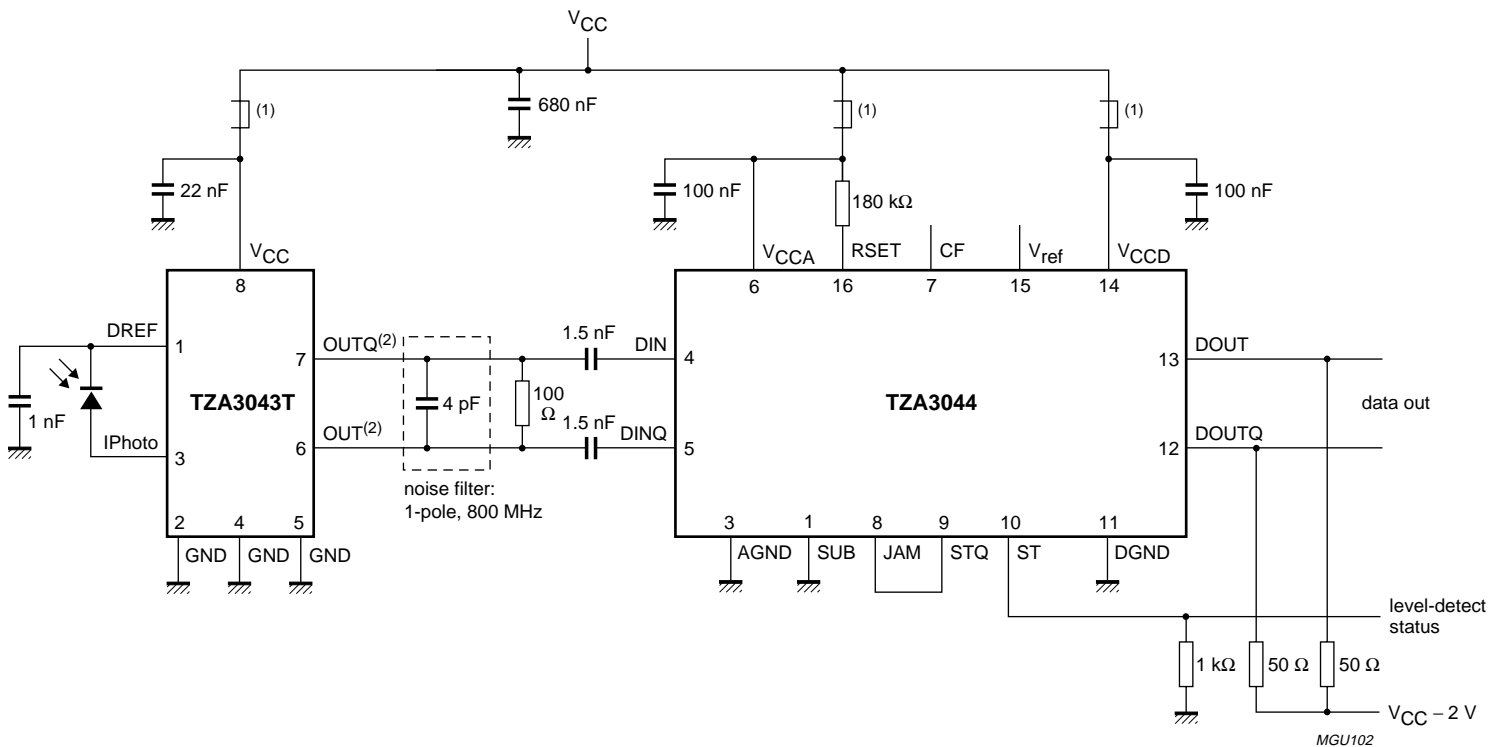 VCC
(1)
680 nF
(1)
(1)
22 nF
100 nF
180 kΩ
100 nF
VCC
VCCA
RSET
CF
Vref
VCCD
8
6
16
7
15
14
DREF
1
OUTQ(2)
7
1.5 nF
DIN
4
13
DOUT
1 nF
TZA3043T
4 pF
100
Ω
TZA3044
data out
IPhoto
3
OUT(2)
6
1.5 nF
DINQ
5
12
DOUTQ
noise filter:
1-pole, 800 MHz
2
4
5
GND
GND
GND
3
1
8
9
10
11
AGND
SUB
JAM
STQ
ST
DGND
level-detect
status
1 kΩ
50 Ω
50 Ω
VCC – 2 V
MGU102